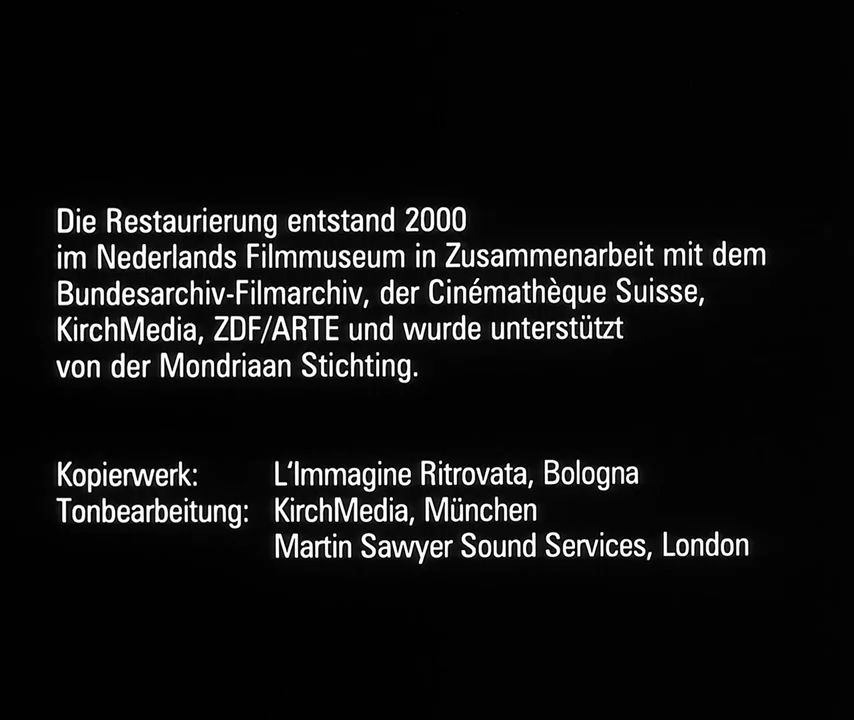 Die Restaurierung entstand 2000
im Nederlands Filmmuseum in Zusammenarbeit mit dem
Bundesarchiv-Filmarchiv, der Cinémathèque Suisse,
KirchMedia, ZDF/ARTE und wurde unterstützt
von der Mondriaan Stichting.
Kopierwerk: L‘Immagine Ritrovata, Bologna
Tonbearbeitung: KirchMedia, München
Martin Sawyer Sound Services, London